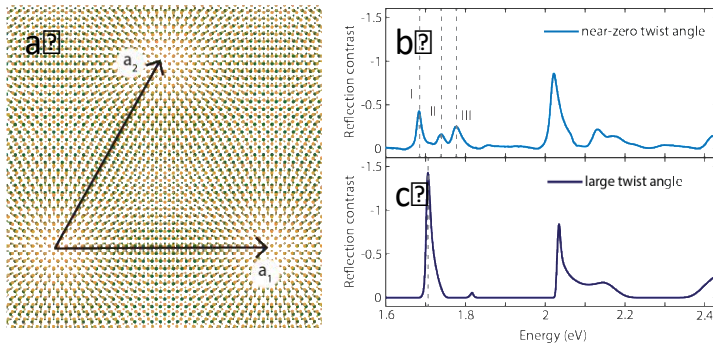 a
a₂
a₁
b
near-zero twist angle
I
II
III
Reflection contrast
-1.5
-1
-0.5
0
c
large twist angle
Reflection contrast
-1.5
-1
-0.5
0
1.6
1.8
2
2.2
2.4
Energy (eV)